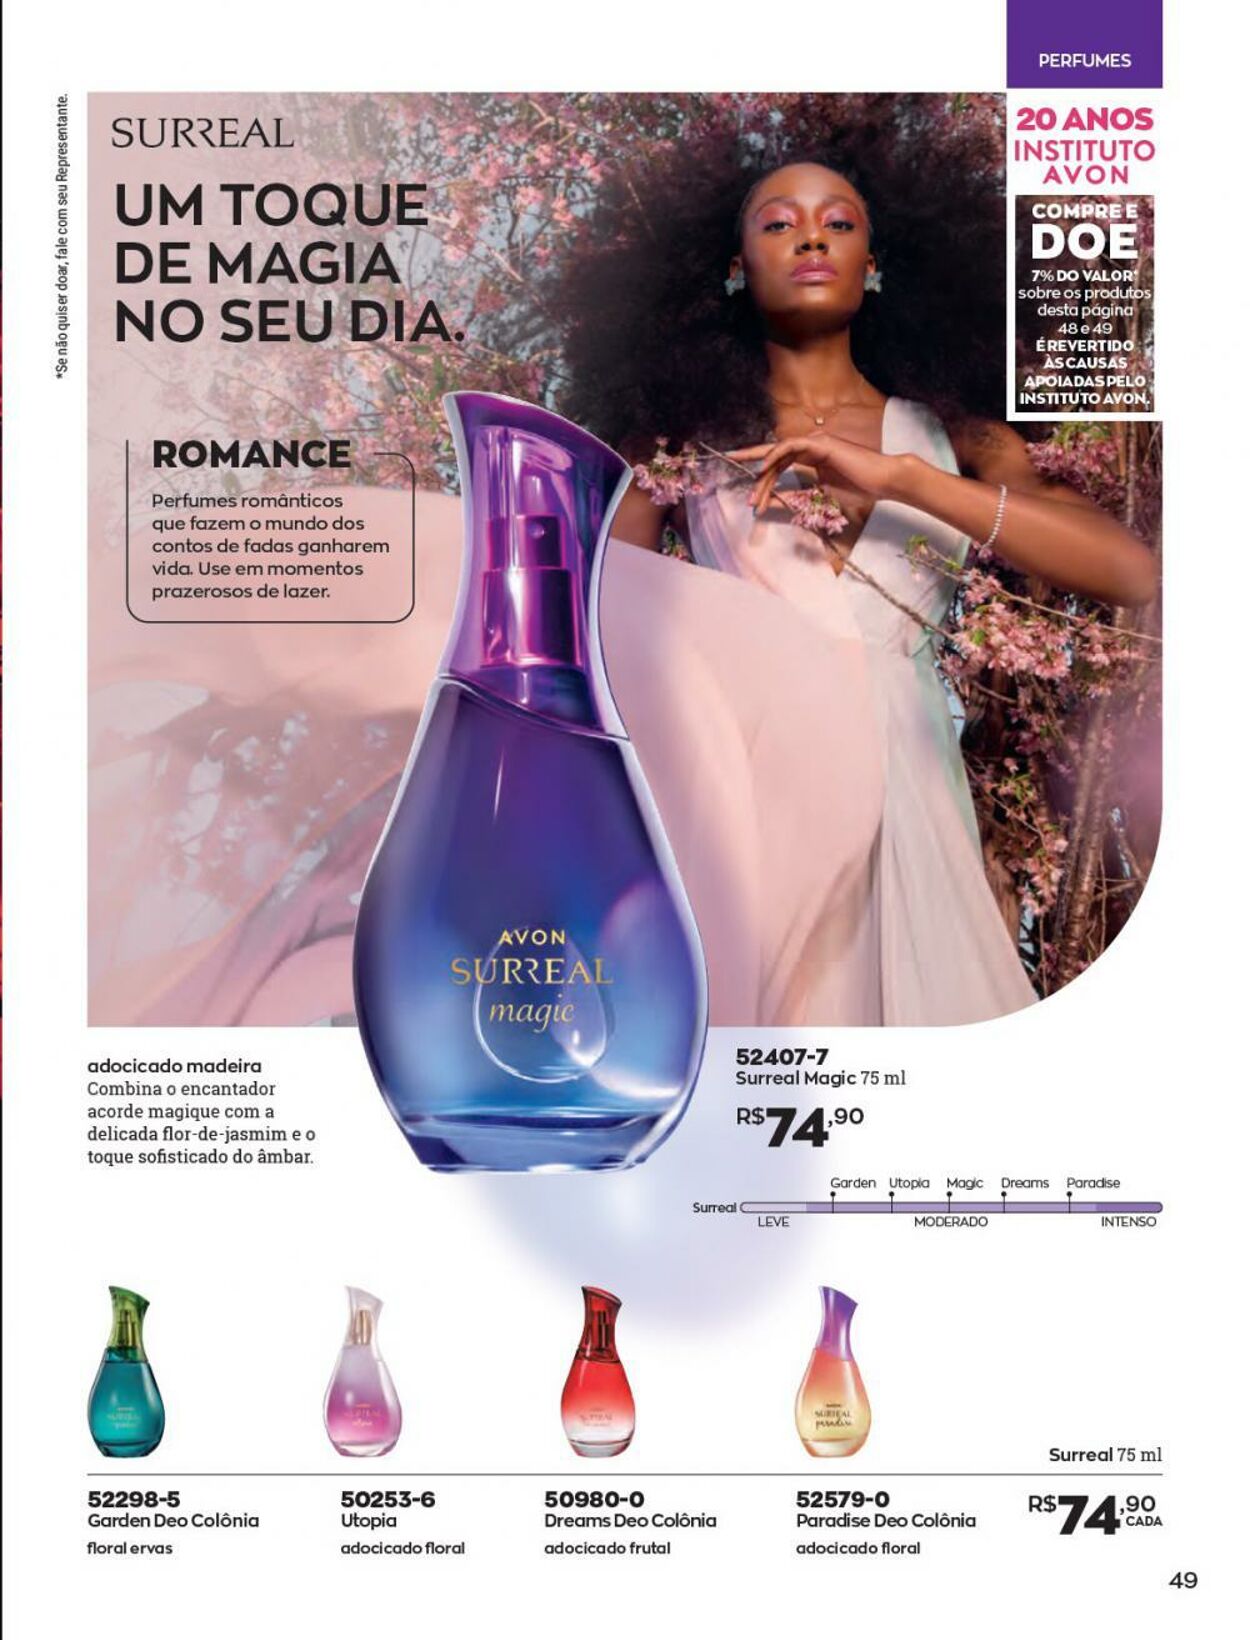 PERFUMES
*Se não quiser doar, fale com seu Representante.
SURREAL
UM TOQUE
DE MAGIA
NO SEU DIA.
20 ANOS
INSTITUTO
AVON
COMPRE E
DOE
7% DO VALOR*
sobre os produtos
desta página
48 e 49
É REVERTIDO
ÀS CAUSAS
APOIADAS PELO
INSTITUTO AVON.
ROMANCE
Perfumes românticos
que fazem o mundo dos
contos de fadas ganharem
vida. Use em momentos
prazerosos de lazer.
AVON
SURREAL
magic
adocicado madeira
Combina o encantador
acorde magique com a
delicada flor-de-jasmim e o
toque sofisticado do âmbar.
52407-7
Surreal Magic 75 ml
R$74,90
Garden Utopia Magic Dreams Paradise
Surreal
LEVE MODERADO INTENSO
SURREAL
SURREAL
SURREAL
SURREAL
paradise
Surreal 75 ml
52298-5
Garden Deo Colônia
floral ervas
50253-6
Utopia
adocicado floral
50980-0
Dreams Deo Colônia
adocicado frutal
52579-0
Paradise Deo Colônia
adocicado floral
R$74,90
CADA
49